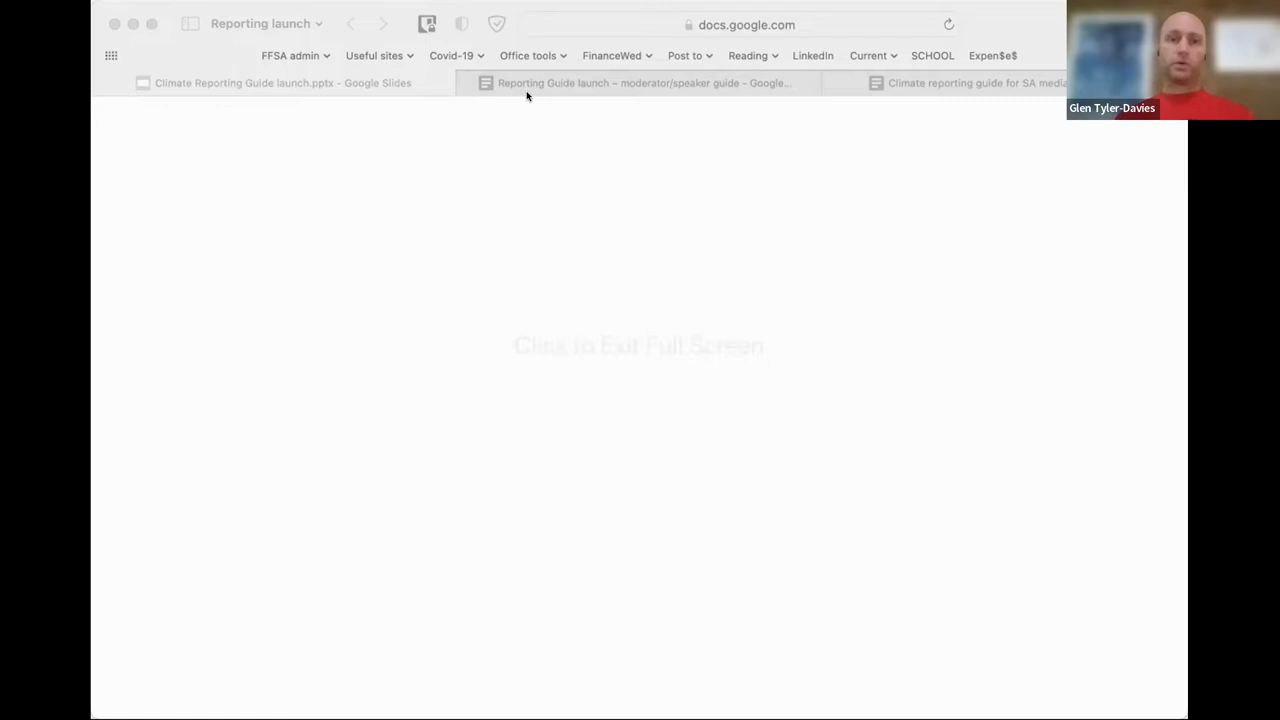 Reporting launch
docs.google.com
FFSA admin Useful sites Covid-19 Office tools FinanceWed Post to Reading LinkedIn Current SCHOOL Expen$e$
Climate Reporting Guide launch.pptx - Google Slides
Reporting Guide launch – moderator/speaker guide - Google...
Climate reporting guide for SA media
Glen Tyler-Davies
Click to Exit Full Screen